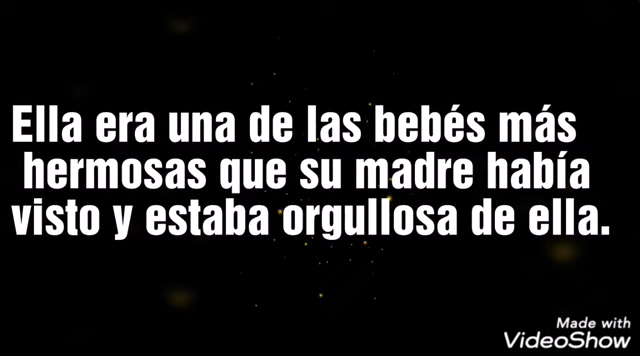 Ella era una de las bebés más
hermosas que su madre había
visto y estaba orgullosa de ella.
Made with
VideoShow